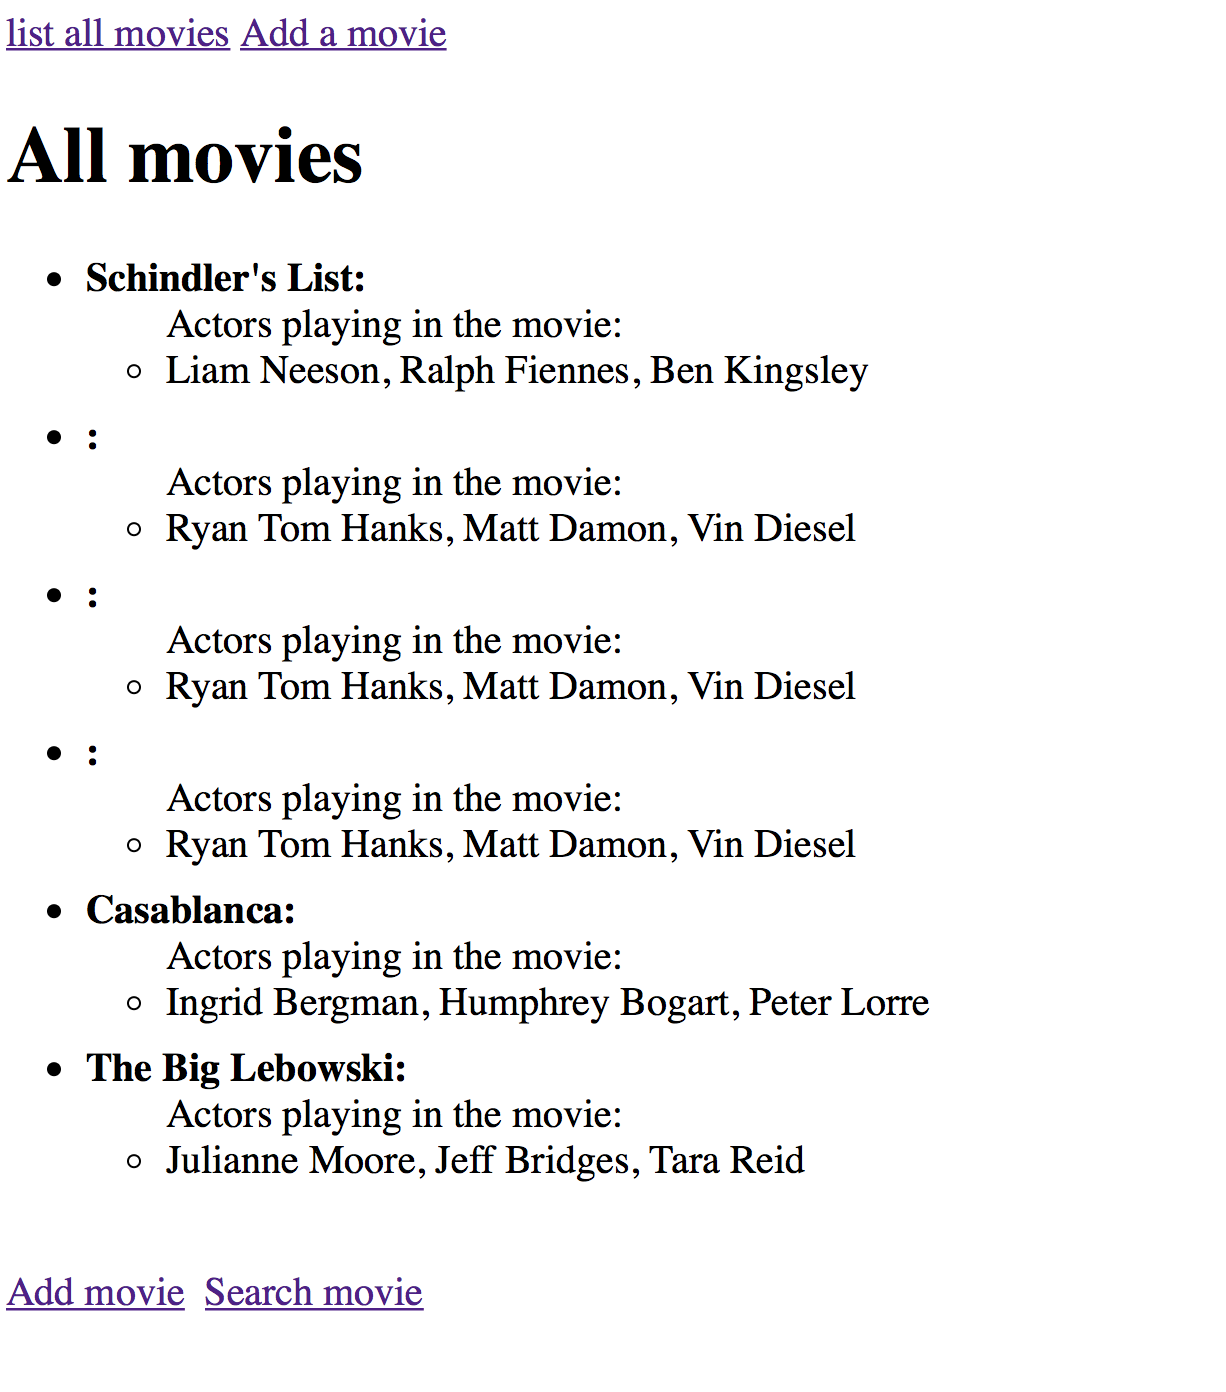 list all movies Add a movie
All movies
Schindler's List:
Actors playing in the movie:
Liam Neeson, Ralph Fiennes, Ben Kingsley
:
Actors playing in the movie:
Ryan Tom Hanks, Matt Damon, Vin Diesel
:
Actors playing in the movie:
Ryan Tom Hanks, Matt Damon, Vin Diesel
:
Actors playing in the movie:
Ryan Tom Hanks, Matt Damon, Vin Diesel
Casablanca:
Actors playing in the movie:
Ingrid Bergman, Humphrey Bogart, Peter Lorre
The Big Lebowski:
Actors playing in the movie:
Julianne Moore, Jeff Bridges, Tara Reid
Add movie Search movie